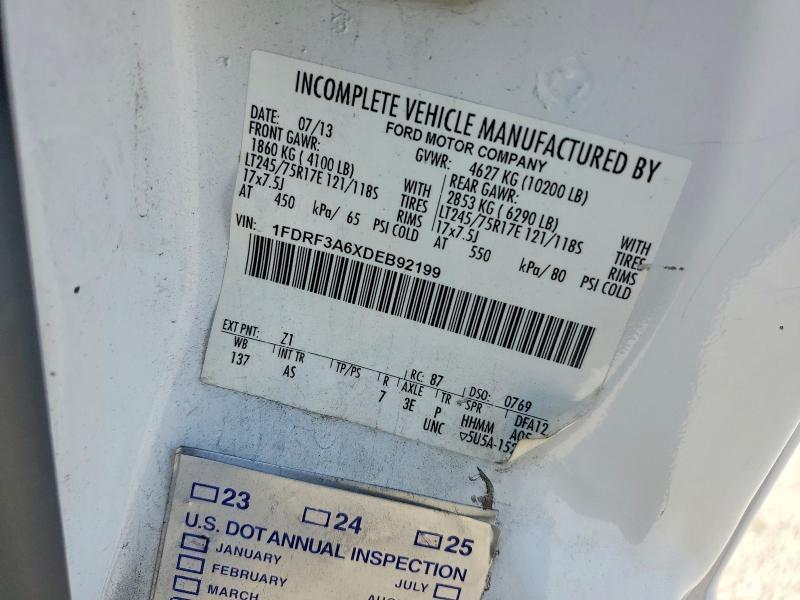 INCOMPLETE VEHICLE MANUFACTURED BY
FORD MOTOR COMPANY
DATE: 07/13 GVWR: 4627 KG (10200 LB)
FRONT GAWR: REAR GAWR:
1860 KG ( 4100 LB) WITH 2853 KG ( 6290 LB) WITH
LT245/75R17E 121/118S TIRES LT245/75R17E 121/118S TIRES
17x7.5J RIMS 17x7.5J RIMS
AT 450 kPa/ 65 PSI COLD AT 550 kPa/ 80 PSI COLD
VIN: 1FDRF3A6XDEB92199
EXT PNT: Z1 RC: 87 DSO: 0769
WB INT TR TP/PS R AXLE TR SPR DFA12
137 AS 7 3E P HHMM
UNC ▽5U5A-152
23 24 25
U.S. DOT ANNUAL INSPECTION
JANUARY JULY
FEBRUARY
MARCH